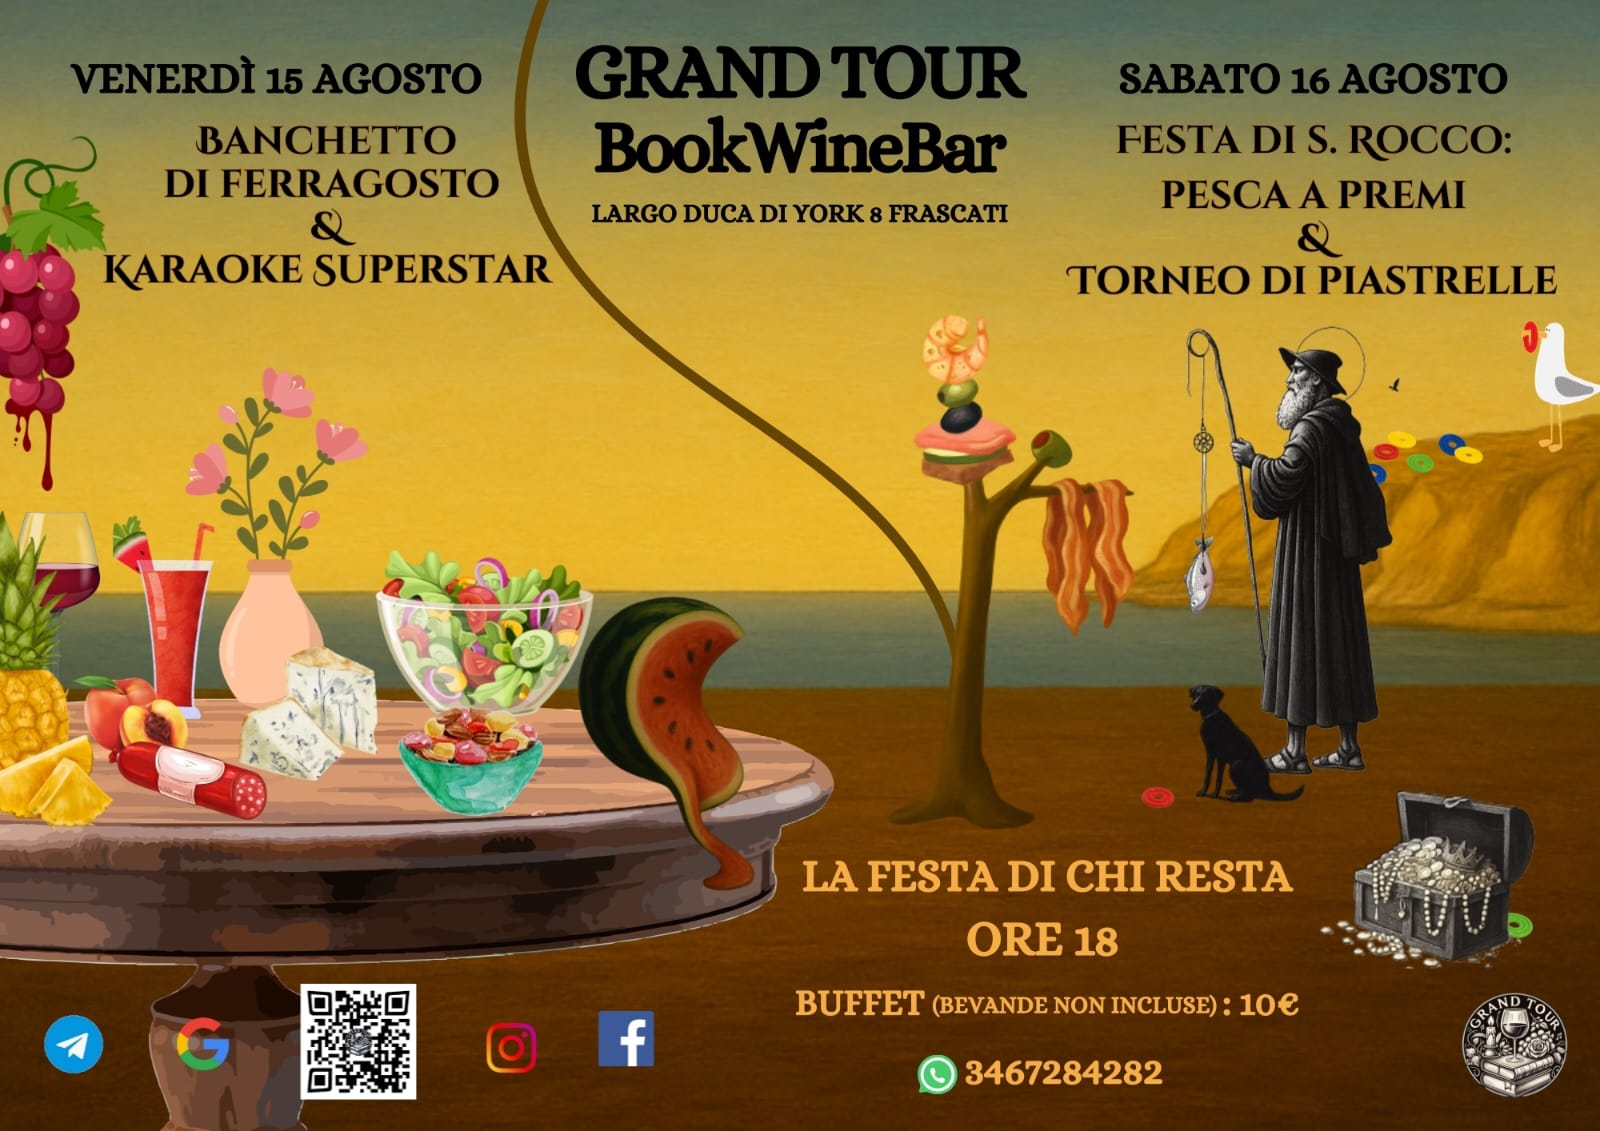 VENERDÌ 15 AGOSTO
BANCHETTO
DI FERRAGOSTO
&
KARAOKE SUPERSTAR
GRAND TOUR
BookWineBar
LARGO DUCA DI YORK 8 FRASCATI
SABATO 16 AGOSTO
FESTA DI S. ROCCO:
PESCA A PREMI
&
TORNEO DI PIASTRELLE
LA FESTA DI CHI RESTA
ORE 18
BUFFET (BEVANDE NON INCLUSE) : 10€
3467284282
GRAND TOUR